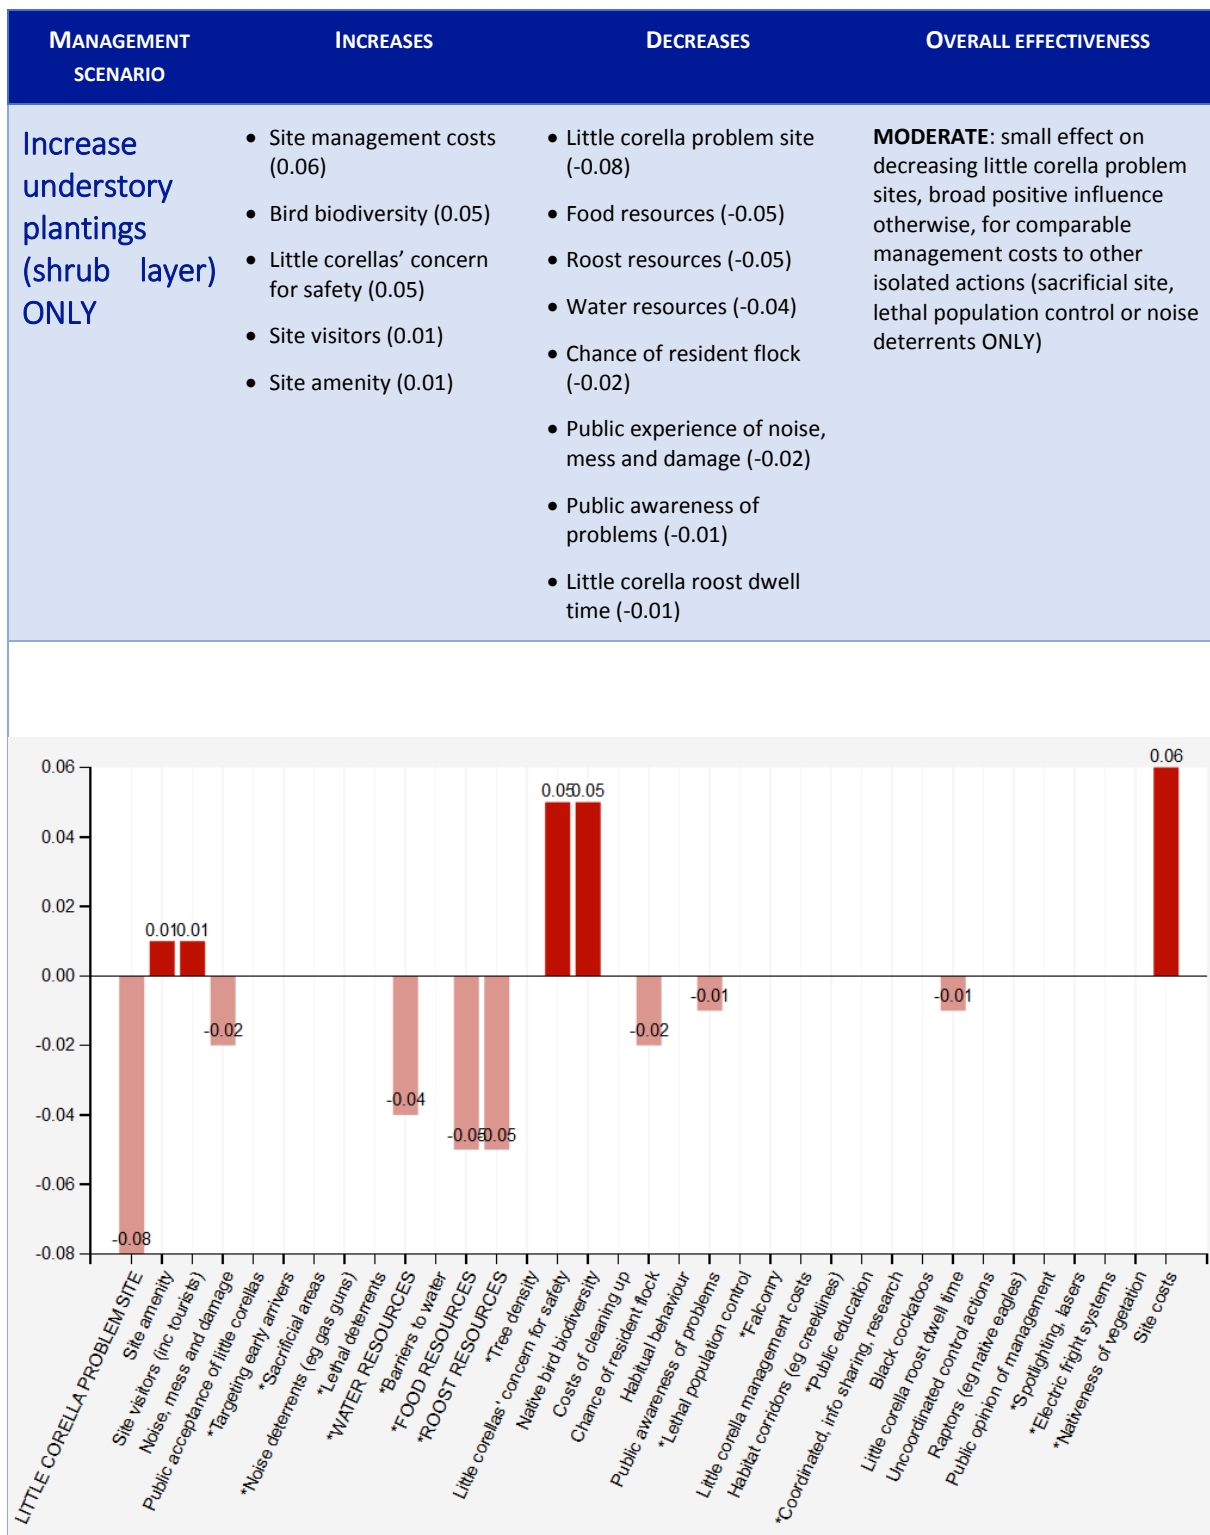 MANAGEMENT
SCENARIO
INCREASES
DECREASES
OVERALL EFFECTIVENESS
Increase
understory
plantings
(shrub layer)
ONLY
• Site management costs
(0.06)
• Bird biodiversity (0.05)
• Little corellas’ concern
for safety (0.05)
• Site visitors (0.01)
• Site amenity (0.01)
• Little corella problem site
(-0.08)
• Food resources (-0.05)
• Roost resources (-0.05)
• Water resources (-0.04)
• Chance of resident flock
(-0.02)
• Public experience of noise,
mess and damage (-0.02)
• Public awareness of
problems (-0.01)
• Little corella roost dwell
time (-0.01)
MODERATE: small effect on
decreasing little corella problem
sites, broad positive influence
otherwise, for comparable
management costs to other
isolated actions (sacrificial site,
lethal population control or noise
deterrents ONLY)
0.06
0.04
0.02
0.00
-0.02
-0.04
-0.06
-0.08
-0.08
0.01
0.01
-0.02
-0.04
-0.05
-0.05
0.05
0.05
-0.02
-0.01
-0.01
0.06
LITTLE CORELLA PROBLEM SITE
Site amenity
Site visitors (inc tourists)
Noise, mess and damage
Public acceptance of little corellas
*Targeting early arrivers
*Sacrificial areas
*Noise deterrents (eg gas guns)
*Lethal deterrents
*WATER RESOURCES
*Barriers to water
*FOOD RESOURCES
*ROOST RESOURCES
*Tree density
Little corellas' concern for safety
Native bird biodiversity
Costs of cleaning up
Chance of resident flock
Habitual behaviour
Public awareness of problems
*Lethal population control
*Falconry
Little corella management costs
Habitat corridors (eg creeklines)
*Public education
*Coordinated, info sharing, research
Black cockatoos
Little corella roost dwell time
Uncoordinated control actions
Raptors (eg native eagles)
Public opinion of management
*Spotlighting, lasers
*Electric fright systems
*Nativeness of vegetation
Site costs